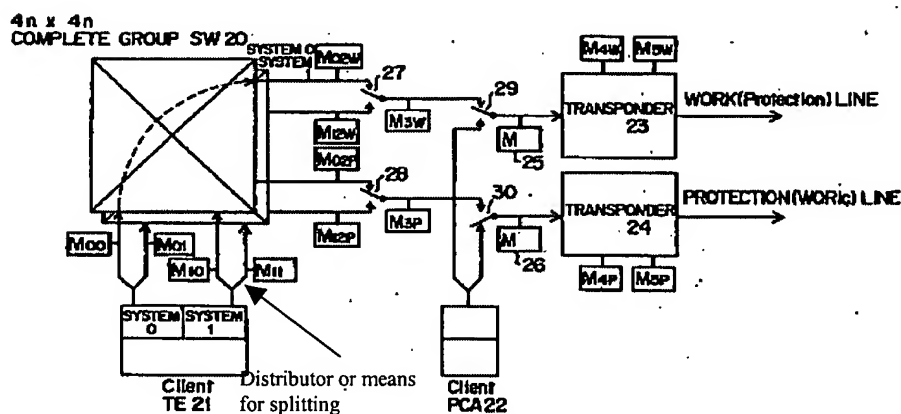 4n x 4n
COMPLETE GROUP SW 20
SYSTEM 0
SYSTEM
M02W
27
M12W
M3W
29
M
25
M4W
M5W
TRANSPONDER
23
WORK(Protection) LINE
M02P
28
M12P
M3P
30
M
26
TRANSPONDER
24
PROTECTION(WORK) LINE
M4P
M5P
M00
M01
M10
M11
SYSTEM
0
SYSTEM
1
Client
TE 21
Distributor or means
for splitting
Client
PCA22